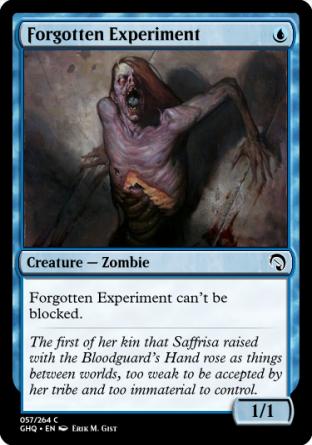 Forgotten Experiment
Creature — Zombie
Forgotten Experiment can't be
blocked.
The first of her kin that Saffrisa raised
with the Bloodguard's Hand rose as things
between worlds, too weak to be accepted by
her tribe and too immaterial to control.
1/1
057/264 C
GHQ • EN Erik M. Gist